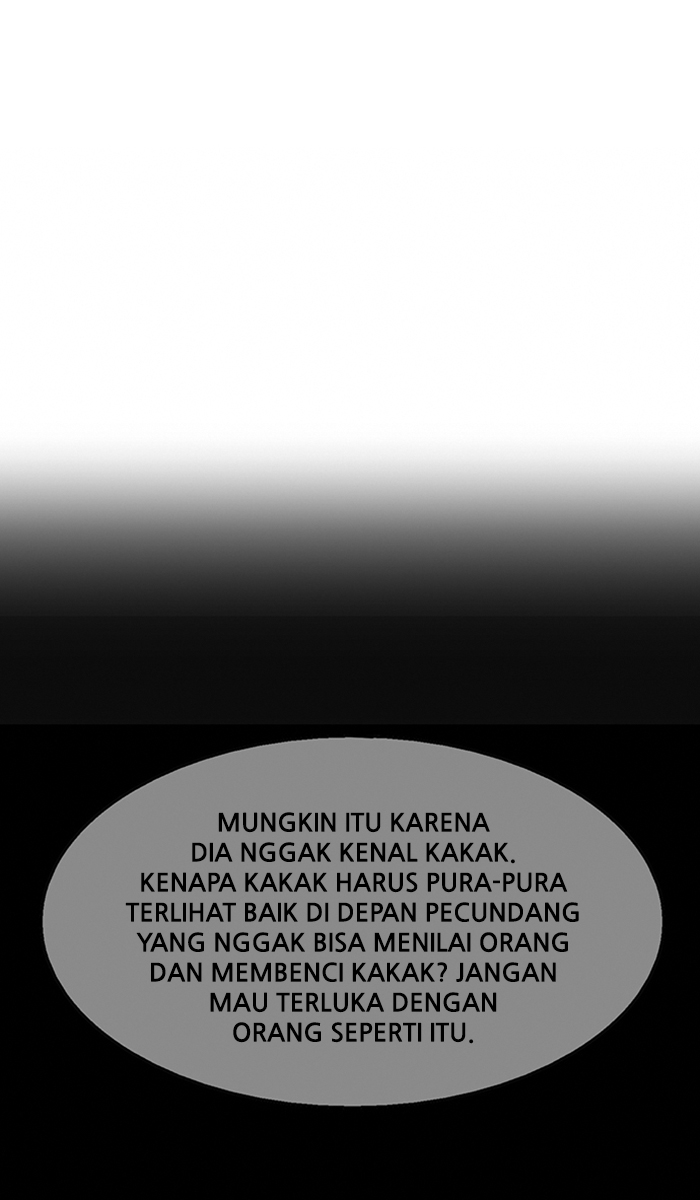 MUNGKIN ITU KARENA
DIA NGGAK KENAL KAKAK.
KENAPA KAKAK HARUS PURA-PURA
TERLIHAT BAIK DI DEPAN PECUNDANG
YANG NGGAK BISA MENILAI ORANG
DAN MEMBENCI KAKAK? JANGAN
MAU TERLUKA DENGAN
ORANG SEPERTI ITU.